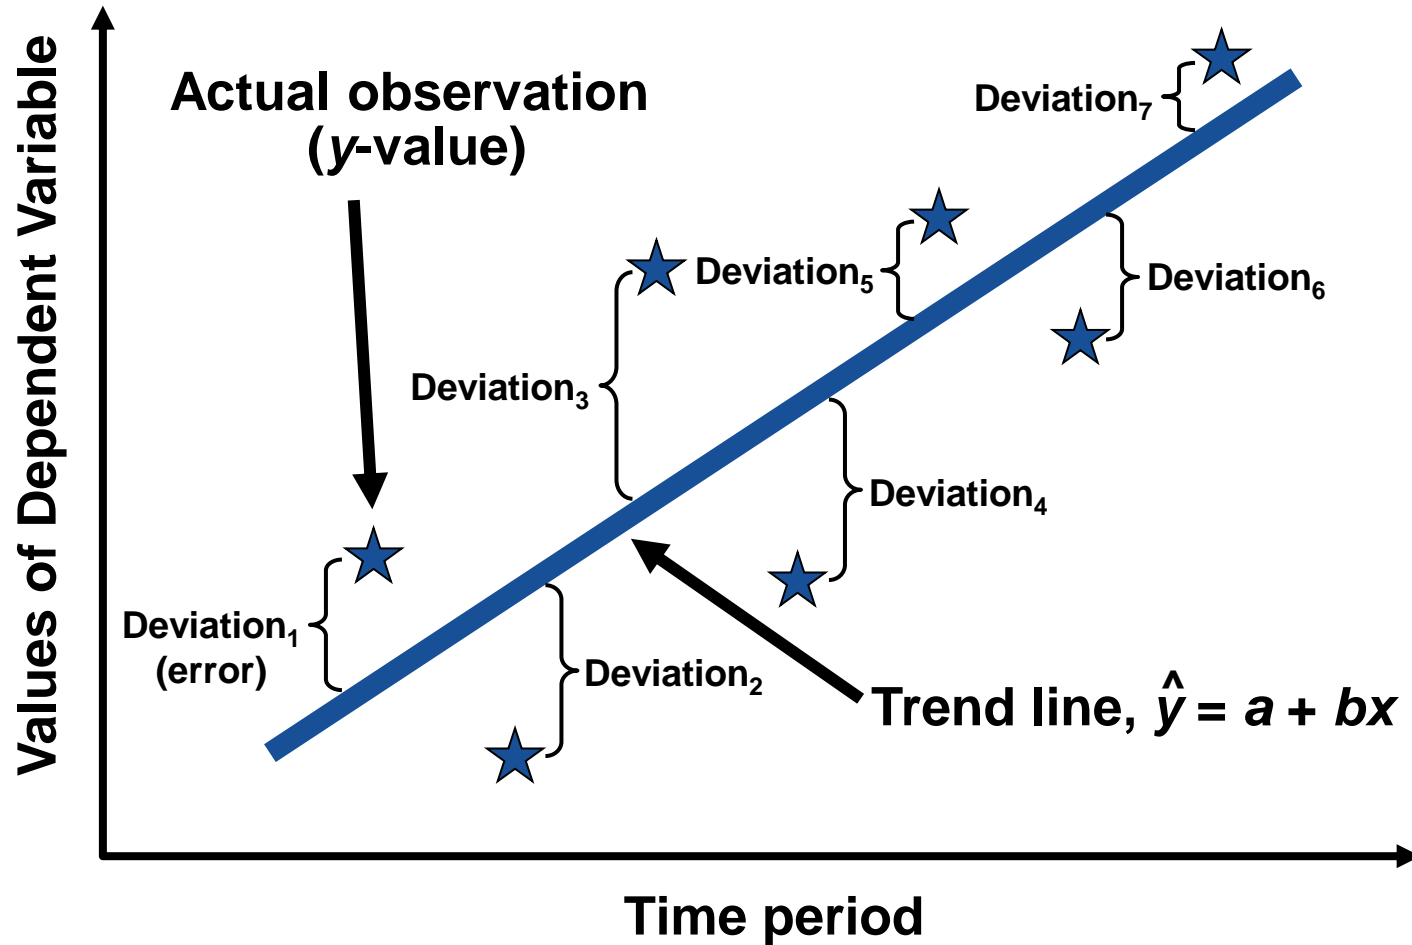 Values of Dependent Variable
Actual observation
(y-value)
Deviation₇
Deviation₅
Deviation₆
Deviation₃
Deviation₄
Deviation₁
(error)
Deviation₂
Trend line, ŷ = a + bx
Time period